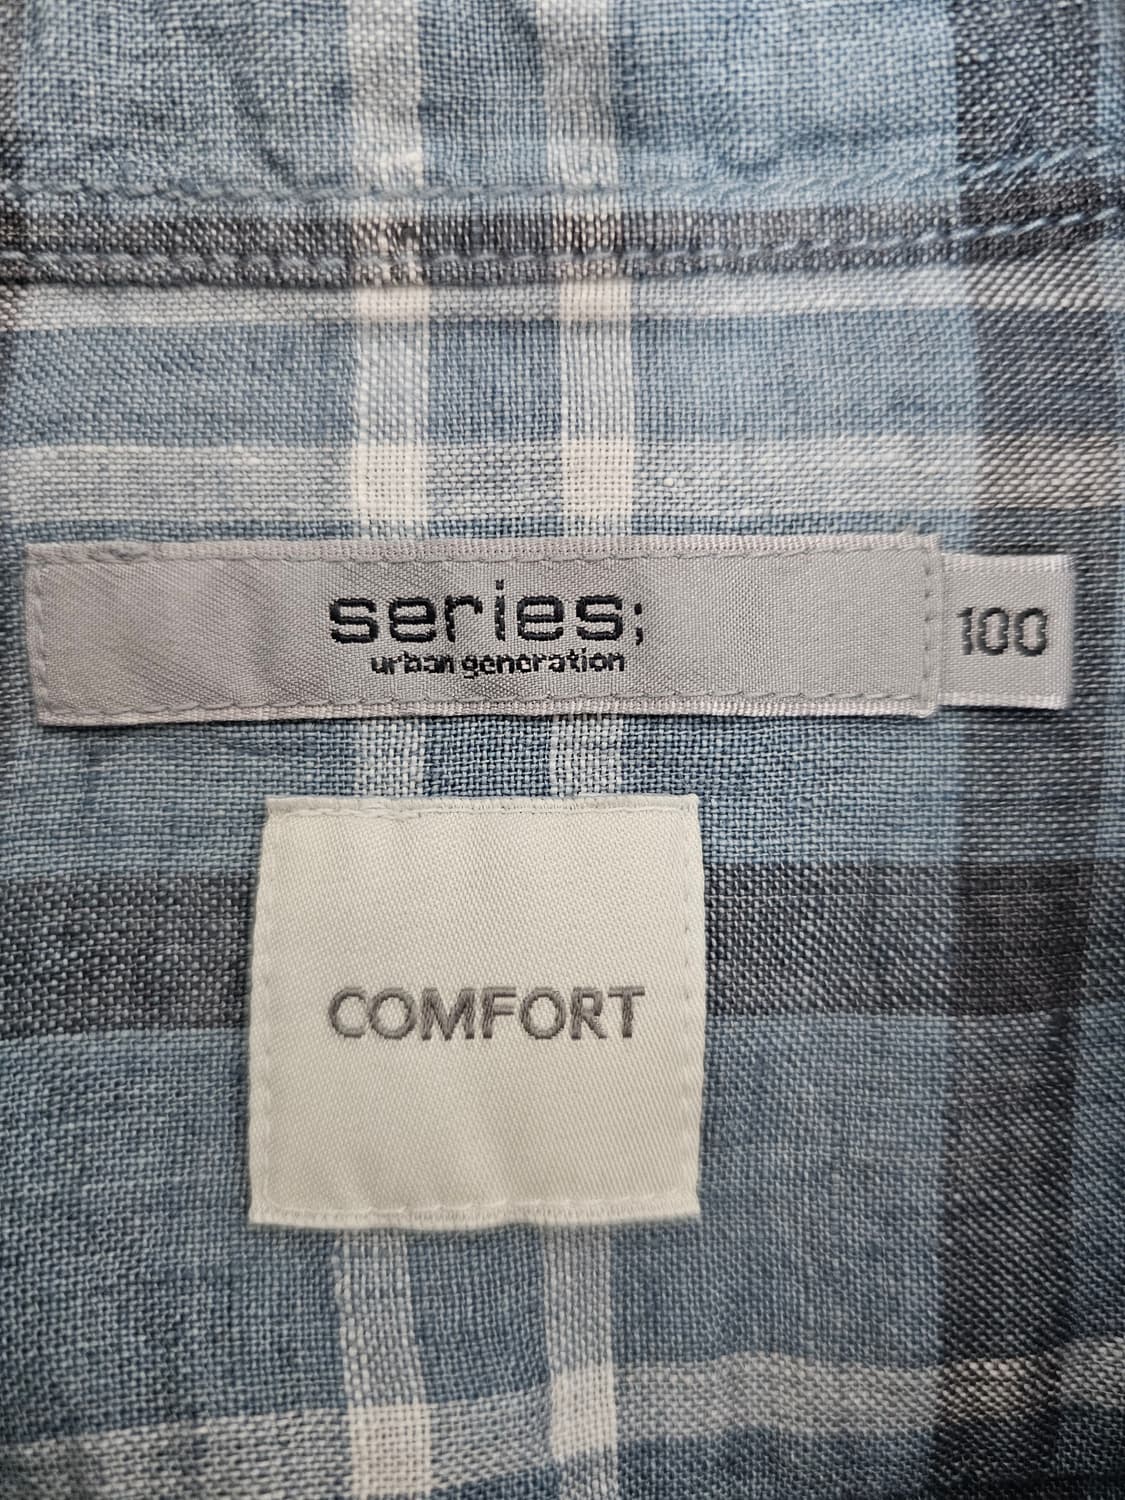 series;
urban generation
100
COMFORT